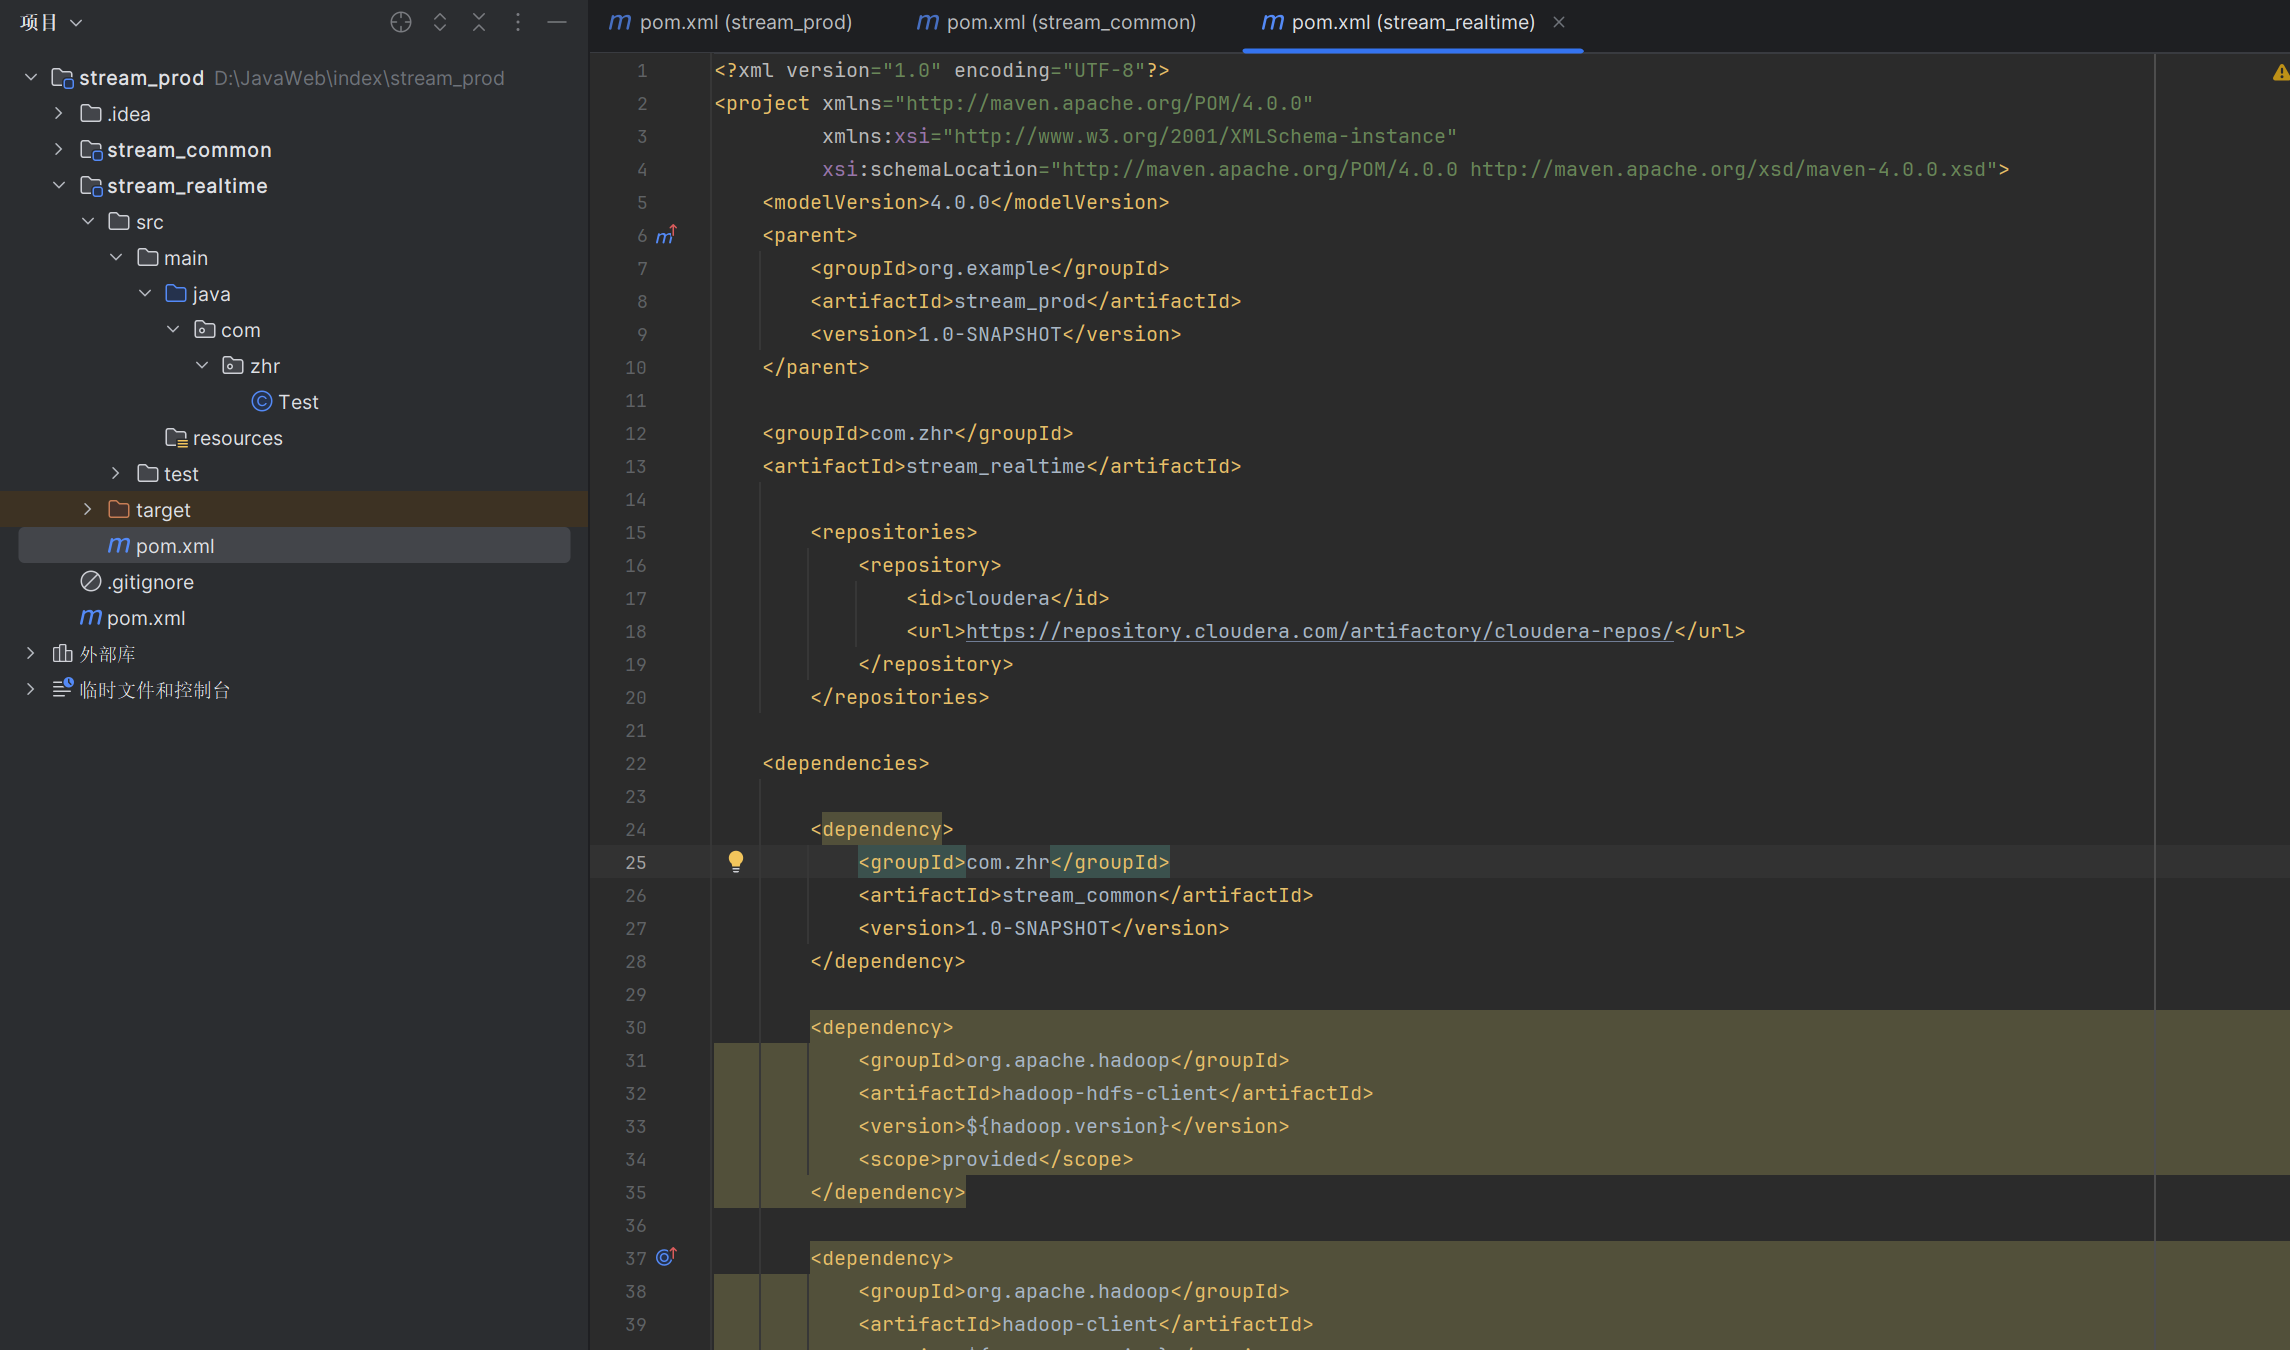 项目
stream_prod D:\JavaWeb\index\stream_prod
.idea
stream_common
stream_realtime
src
main
java
com
zhr
Test
resources
test
target
pom.xml
.gitignore
pom.xml
外部库
临时文件和控制台
pom.xml (stream_prod)
pom.xml (stream_common)
pom.xml (stream_realtime)
1 <?xml version="1.0" encoding="UTF-8"?>
2 <project xmlns="http://maven.apache.org/POM/4.0.0"
3 xmlns:xsi="http://www.w3.org/2001/XMLSchema-instance"
4 xsi:schemaLocation="http://maven.apache.org/POM/4.0.0 http://maven.apache.org/xsd/maven-4.0.0.xsd">
5 <modelVersion>4.0.0</modelVersion>
6 <parent>
7 <groupId>org.example</groupId>
8 <artifactId>stream_prod</artifactId>
9 <version>1.0-SNAPSHOT</version>
10 </parent>
11
12 <groupId>com.zhr</groupId>
13 <artifactId>stream_realtime</artifactId>
14
15 <repositories>
16 <repository>
17 <id>cloudera</id>
18 <url>https://repository.cloudera.com/artifactory/cloudera-repos/</url>
19 </repository>
20 </repositories>
21
22 <dependencies>
23
24 <dependency>
25 <groupId>com.zhr</groupId>
26 <artifactId>stream_common</artifactId>
27 <version>1.0-SNAPSHOT</version>
28 </dependency>
29
30 <dependency>
31 <groupId>org.apache.hadoop</groupId>
32 <artifactId>hadoop-hdfs-client</artifactId>
33 <version>${hadoop.version}</version>
34 <scope>provided</scope>
35 </dependency>
36
37 <dependency>
38 <groupId>org.apache.hadoop</groupId>
39 <artifactId>hadoop-client</artifactId>